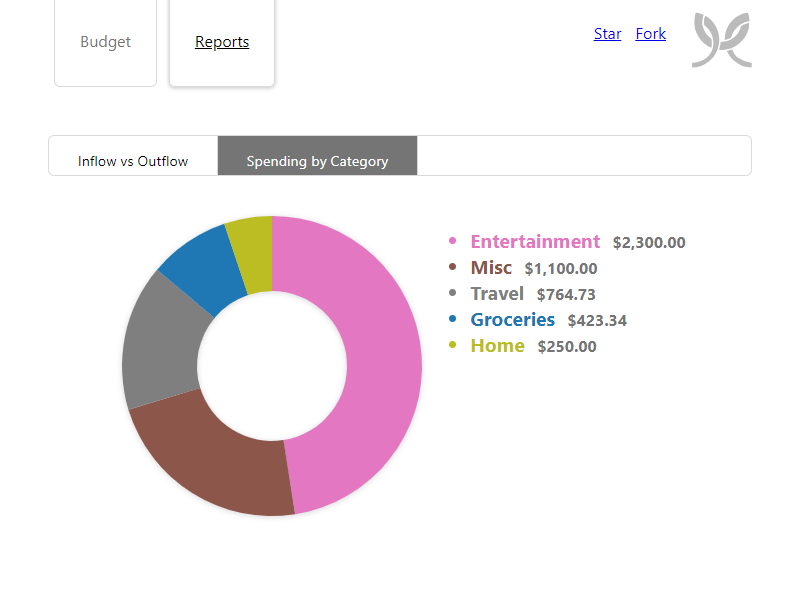 Budget
Reports
Star Fork
Inflow vs Outflow
Spending by Category
Entertainment $2,300.00
Misc $1,100.00
Travel $764.73
Groceries $423.34
Home $250.00